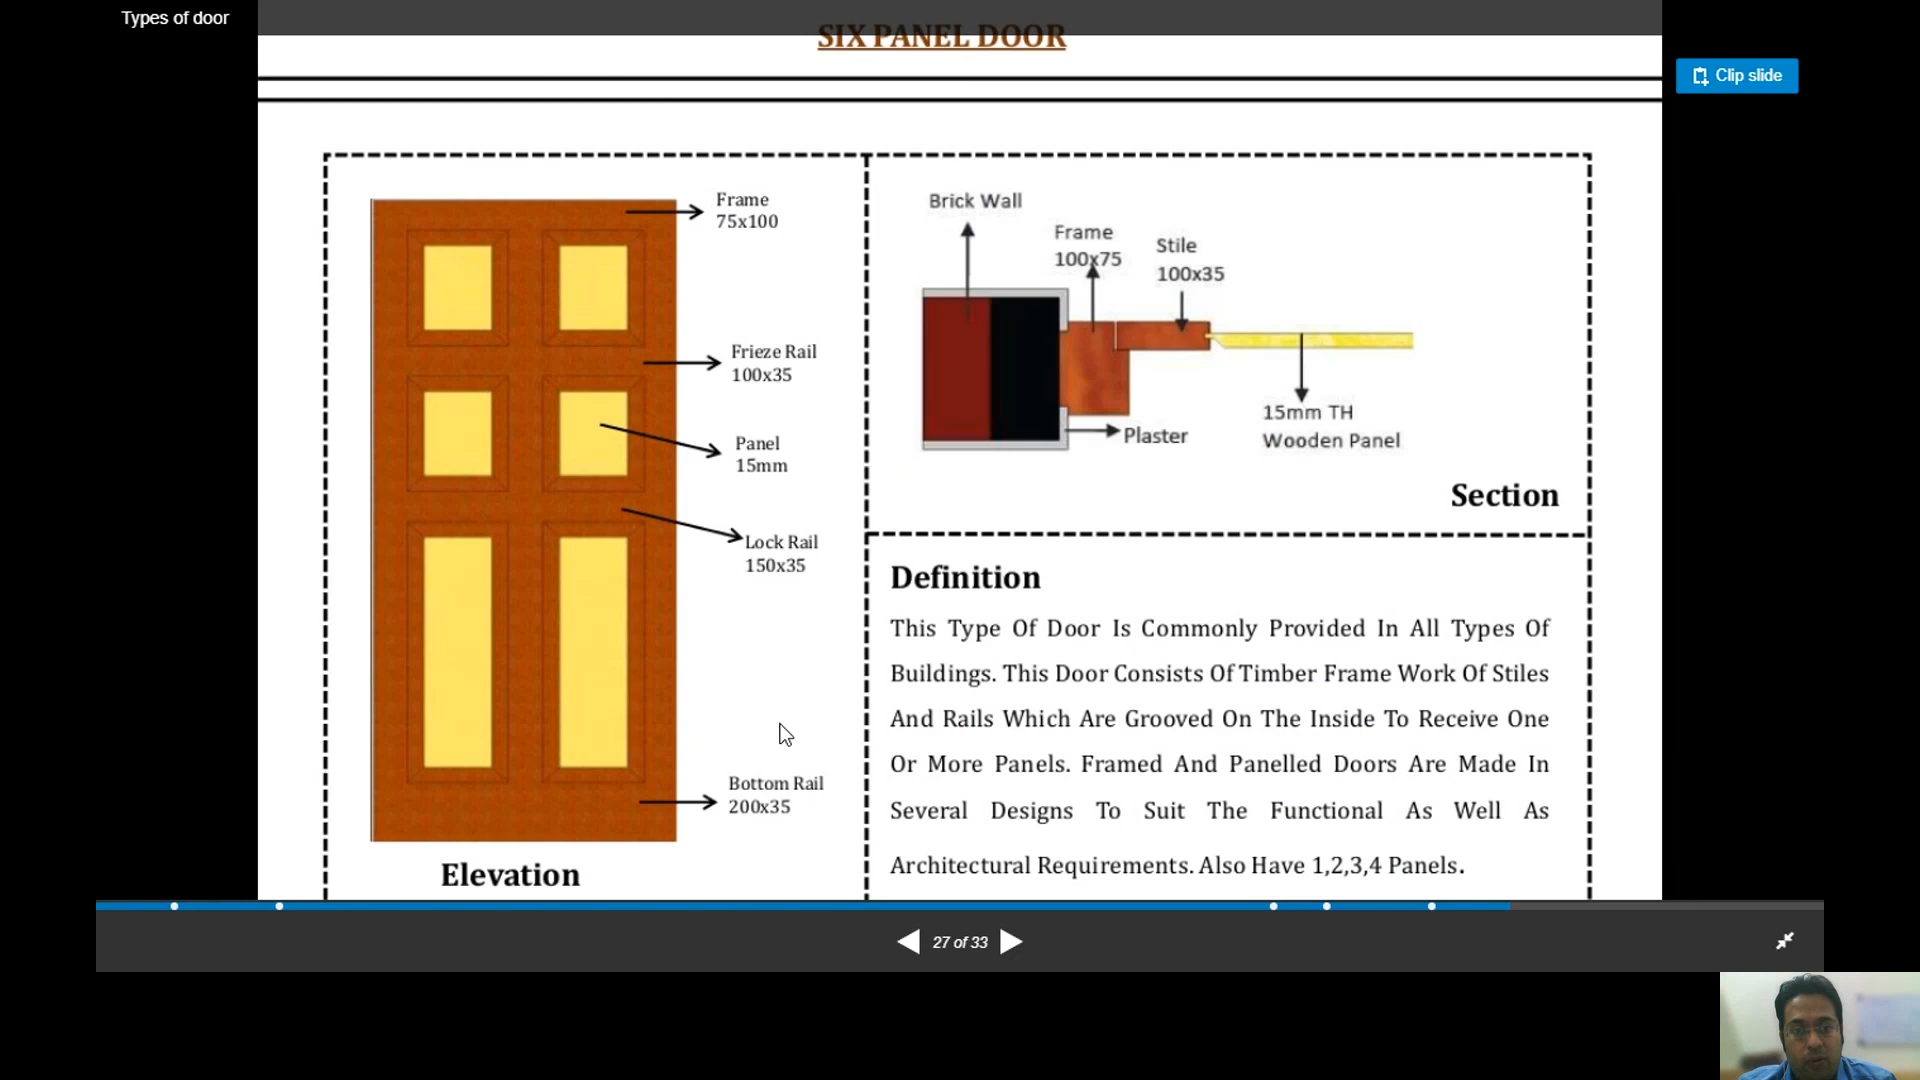 Types of door
SIX PANEL DOOR
Clip slide
Frame
75x100
Frieze Rail
100x35
Panel
15mm
Lock Rail
150x35
Bottom Rail
200x35
Elevation
Brick Wall
Frame
100x75
Stile
100x35
Plaster
15mm TH
Wooden Panel
Section
Definition
This Type Of Door Is Commonly Provided In All Types Of
Buildings. This Door Consists Of Timber Frame Work Of Stiles
And Rails Which Are Grooved On The Inside To Receive One
Or More Panels. Framed And Panelled Doors Are Made In
Several Designs To Suit The Functional As Well As
Architectural Requirements. Also Have 1,2,3,4 Panels.
27 of 33